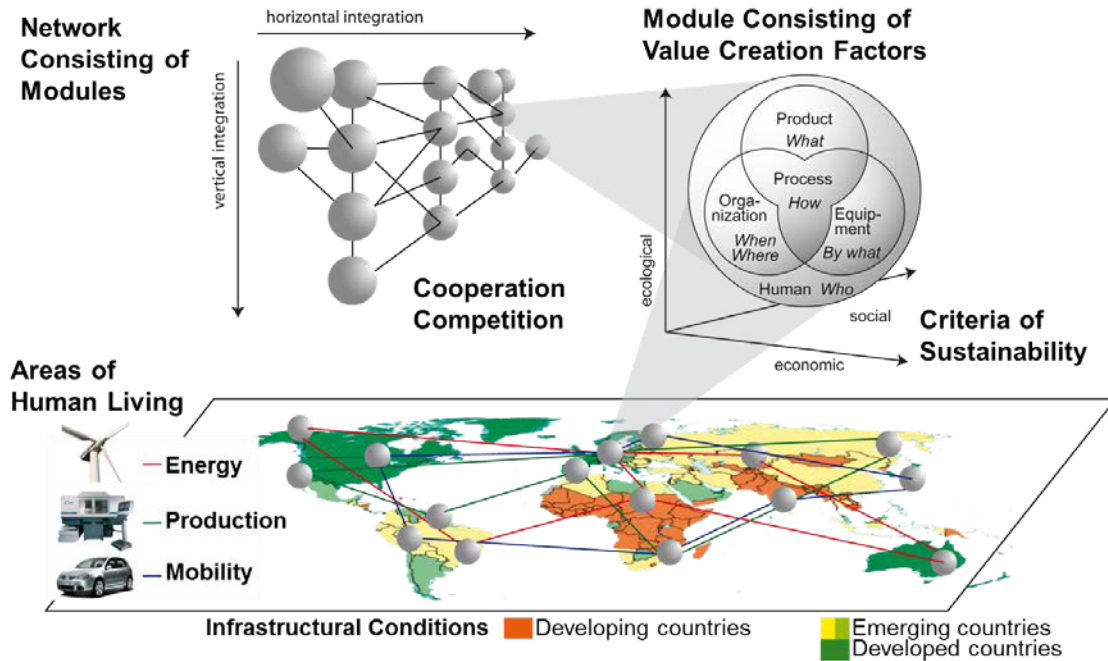 Network
Consisting of
Modules
horizontal integration
vertical integration
Cooperation
Competition
Module Consisting of
Value Creation Factors
Product
What
Process
How
Orga-
nization
When
Where
Equip-
ment
By what
Human Who
ecological
social
economic
Criteria of
Sustainability
Areas of
Human Living
Energy
Production
Mobility
Infrastructural Conditions
Developing countries
Emerging countries
Developed countries